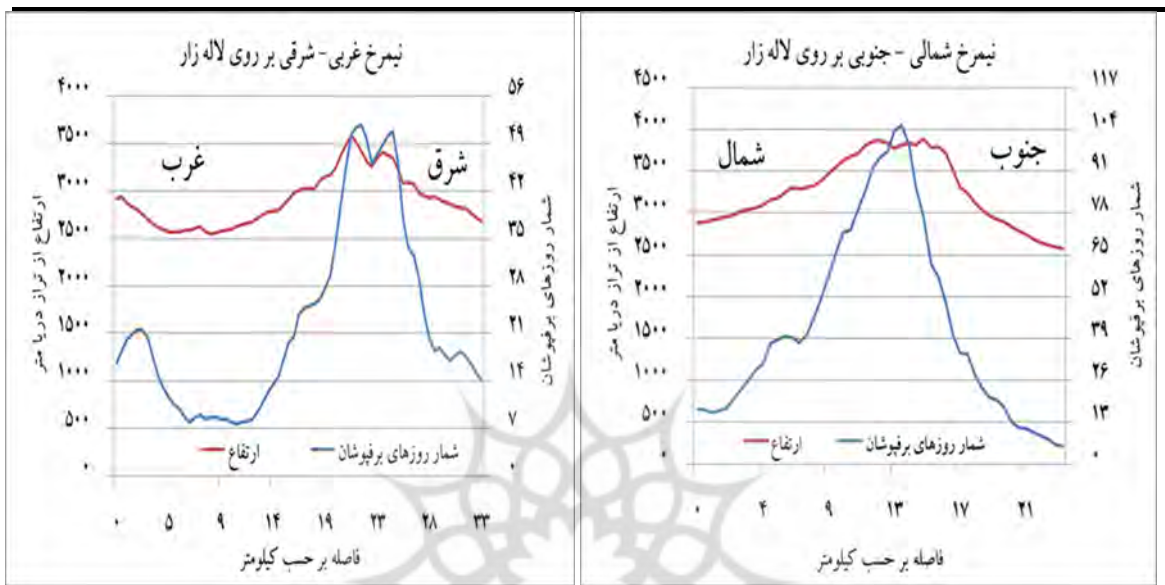 نیمرخ شمالی - جنوبی بر روی لاله زار
۴۵۰۰
۴۰۰۰
۳۵۰۰
۳۰۰۰
۲۵۰۰
۲۰۰۰
۱۵۰۰
۱۰۰۰
۵۰۰
۰
ارتفاع از تراز دریا متر
۱۱۷
۱۰۴
۹۱
۷۸
۶۵
۵۲
۳۹
۲۶
۱۳
۰
شمار روزهای برفپوشان
شمال
جنوب
ارتفاع
شمار روزهای برفپوشان
۰ ۴ ۹ ۱۳ ۱۷ ۲۱
فاصله بر حسب کیلومتر
نیمرخ غربی- شرقی بر روی لاله زار
۴۰۰۰
۳۵۰۰
۳۰۰۰
۲۵۰۰
۲۰۰۰
۱۵۰۰
۱۰۰۰
۵۰۰
۰
ارتفاع از تراز دریا متر
۵۶
۴۹
۴۲
۳۵
۲۸
۲۱
۱۴
۷
۰
شمار روزهای برفپوشان
غرب
شرق
ارتفاع
شمار روزهای برفپوشان
۰ ۵ ۹ ۱۴ ۱۹ ۲۳ ۲۸ ۳۳
فاصله بر حسب کیلومتر